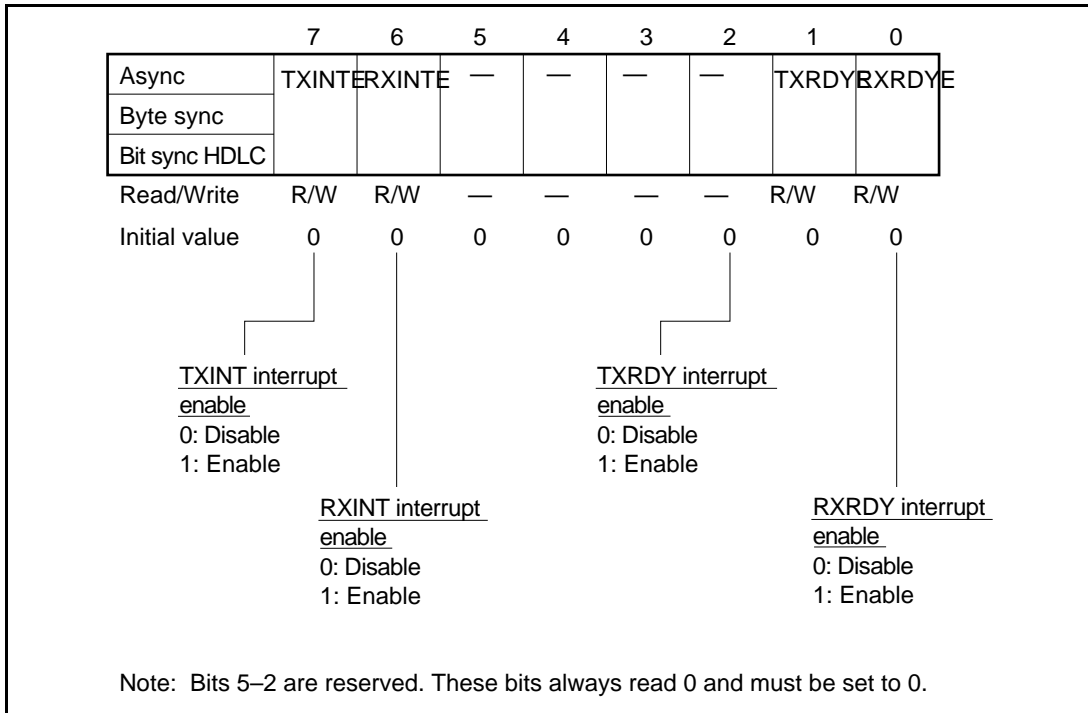 7 6 5 4 3 2 1 0
Async TXINTE RXINTE — — — — TXRDYE RXRDYE
Byte sync
Bit sync HDLC
Read/Write R/W R/W — — — — R/W R/W
Initial value 0 0 0 0 0 0 0 0
TXINT interrupt
enable
0: Disable
1: Enable
TXRDY interrupt
enable
0: Disable
1: Enable
RXINT interrupt
enable
0: Disable
1: Enable
RXRDY interrupt
enable
0: Disable
1: Enable
Note: Bits 5–2 are reserved. These bits always read 0 and must be set to 0.